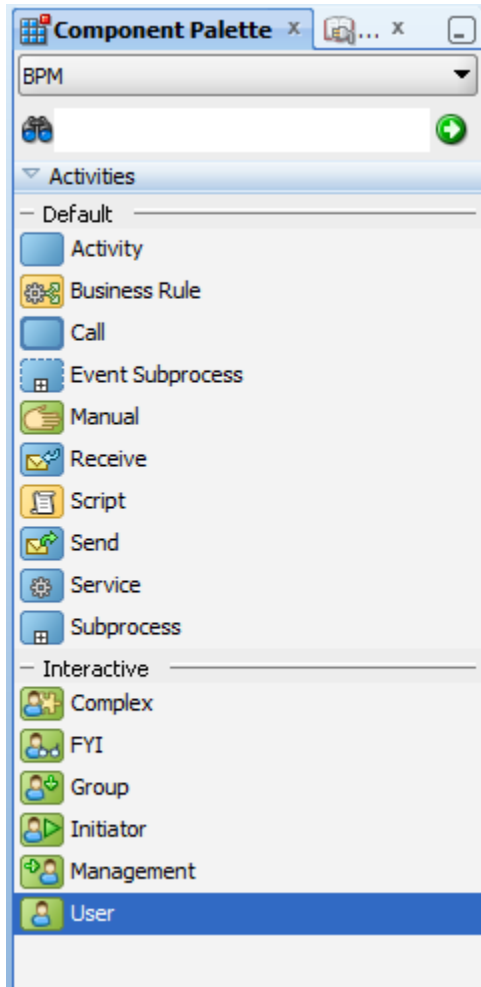 Component Palette x ... x
BPM
Activities
Default
Activity
Business Rule
Call
Event Subprocess
Manual
Receive
Script
Send
Service
Subprocess
Interactive
Complex
FYI
Group
Initiator
Management
User